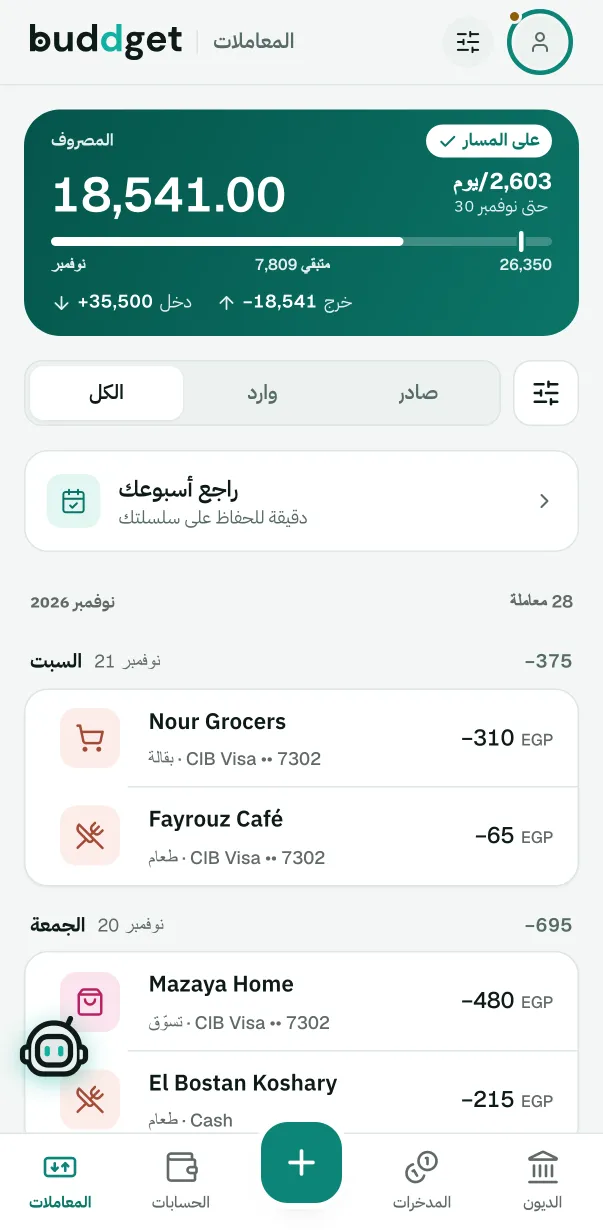 buddget المعاملات
المصروف على المسار
18,541.00 2,603/يوم
حتى نوفمبر 30
نوفمبر متبقي 7,809 26,350
+35,500 دخل −18,541 خرج
الكل وارد صادر
راجع أسبوعك
دقيقة للحفاظ على سلسلتك
نوفمبر 2026 28 معاملة
السبت 21 نوفمبر −375
Nour Grocers −310 EGP
بقالة · CIB Visa •• 7302
Fayrouz Café −65 EGP
طعام · CIB Visa •• 7302
الجمعة 20 نوفمبر −695
Mazaya Home −480 EGP
تسوّق · CIB Visa •• 7302
El Bostan Koshary −215 EGP
طعام · Cash
المعاملات الحسابات المدخرات الديون